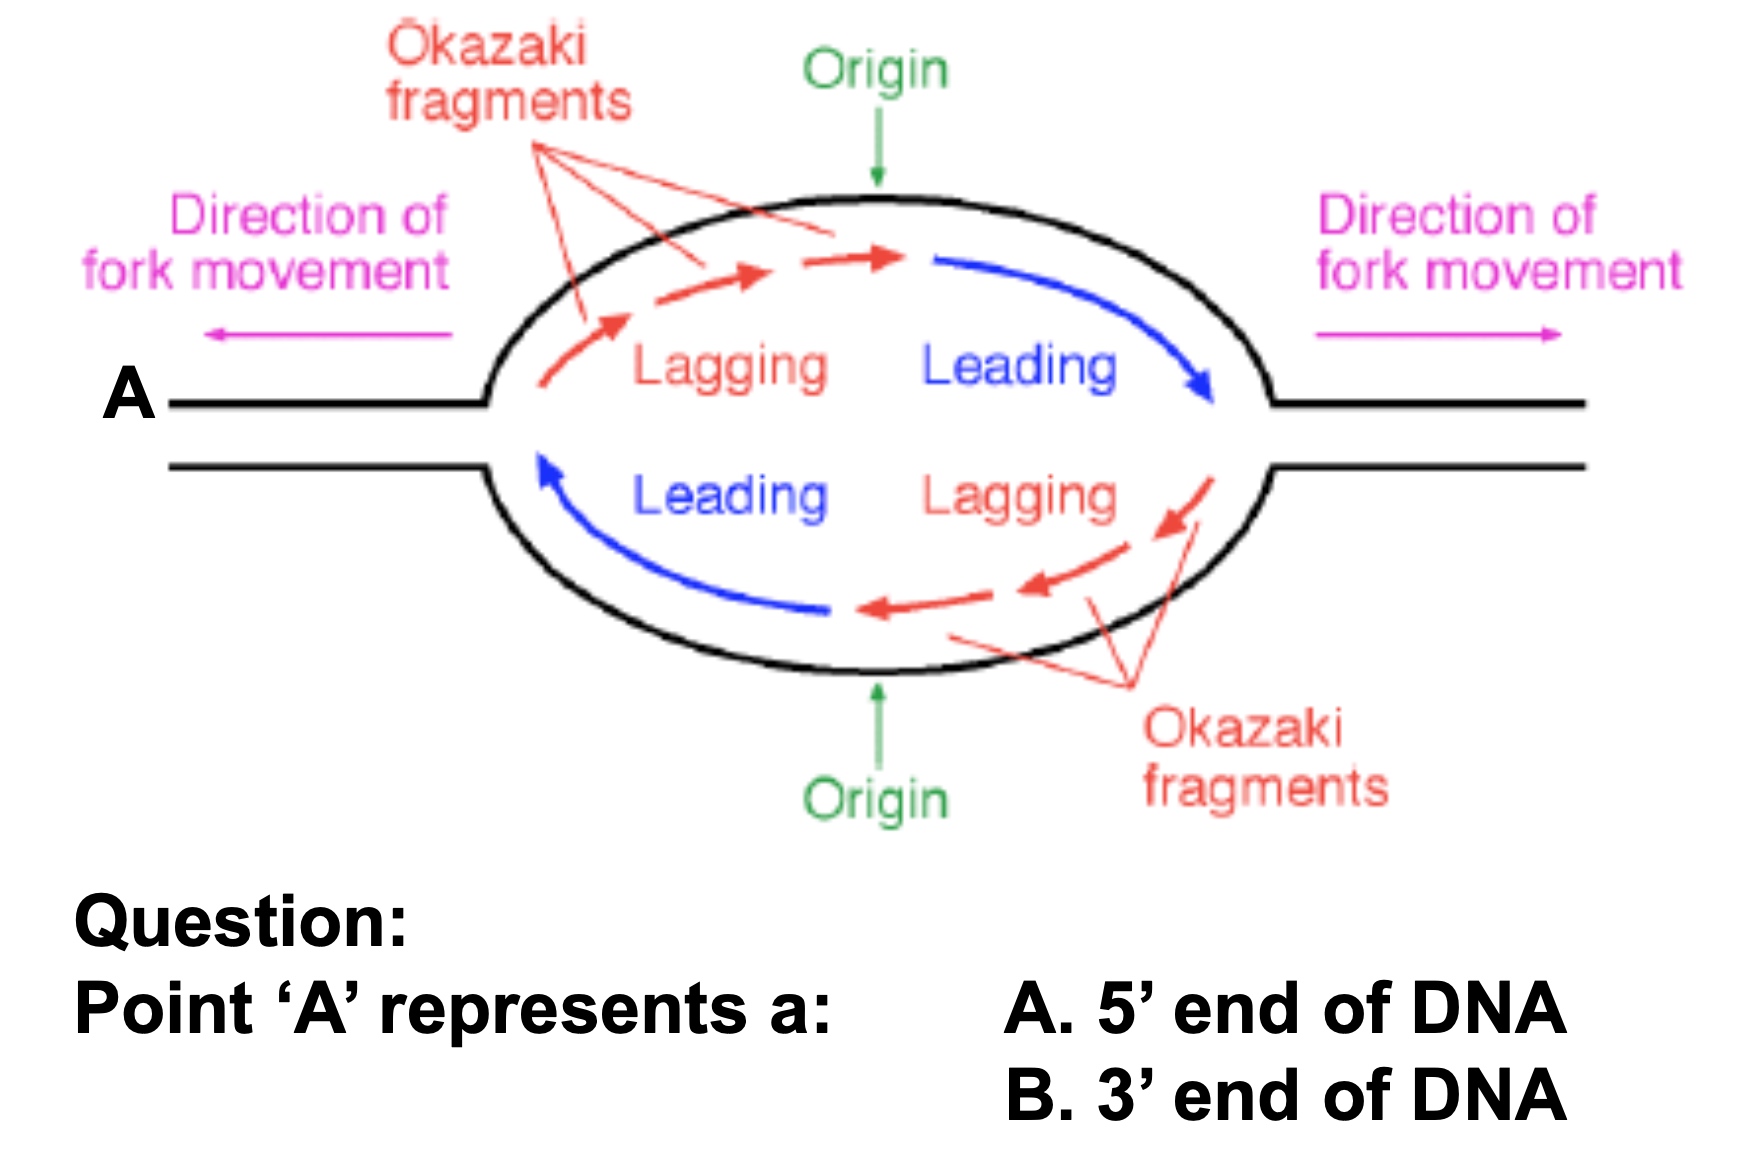 Okazaki
fragments
Origin
Direction of
fork movement
Direction of
fork movement
A
Lagging
Leading
Leading
Lagging
Okazaki
fragments
Origin
Question:
Point ‘A’ represents a:
A. 5’ end of DNA
B. 3’ end of DNA